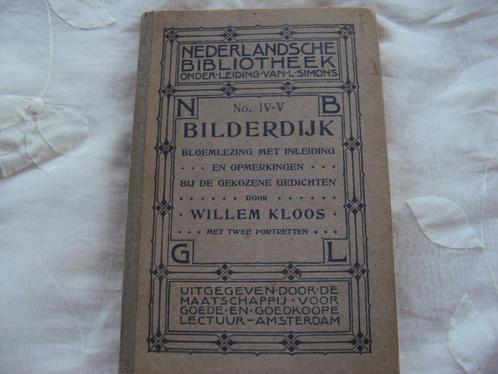 NEDERLANDSCHE
BIBLIOTHEEK
ONDER·LEIDING·VAN·L·SIMONS
N B
No. IV-V
BILDERDIJK
BLOEMLEZING MET INLEIDING
· · · EN OPMERKINGEN · · ·
BIJ DE GEKOZENE GEDICHTEN
· · · · DOOR · · · ·
· WILLEM KLOOS ·
· · · MET TWEE PORTRETTEN · · ·
G L
UITGEGEVEN·DOOR·DE
MAATSCHAPPIJ·VOOR
GOEDE·EN·GOEDKOOPE
LECTUUR–AMSTERDAM